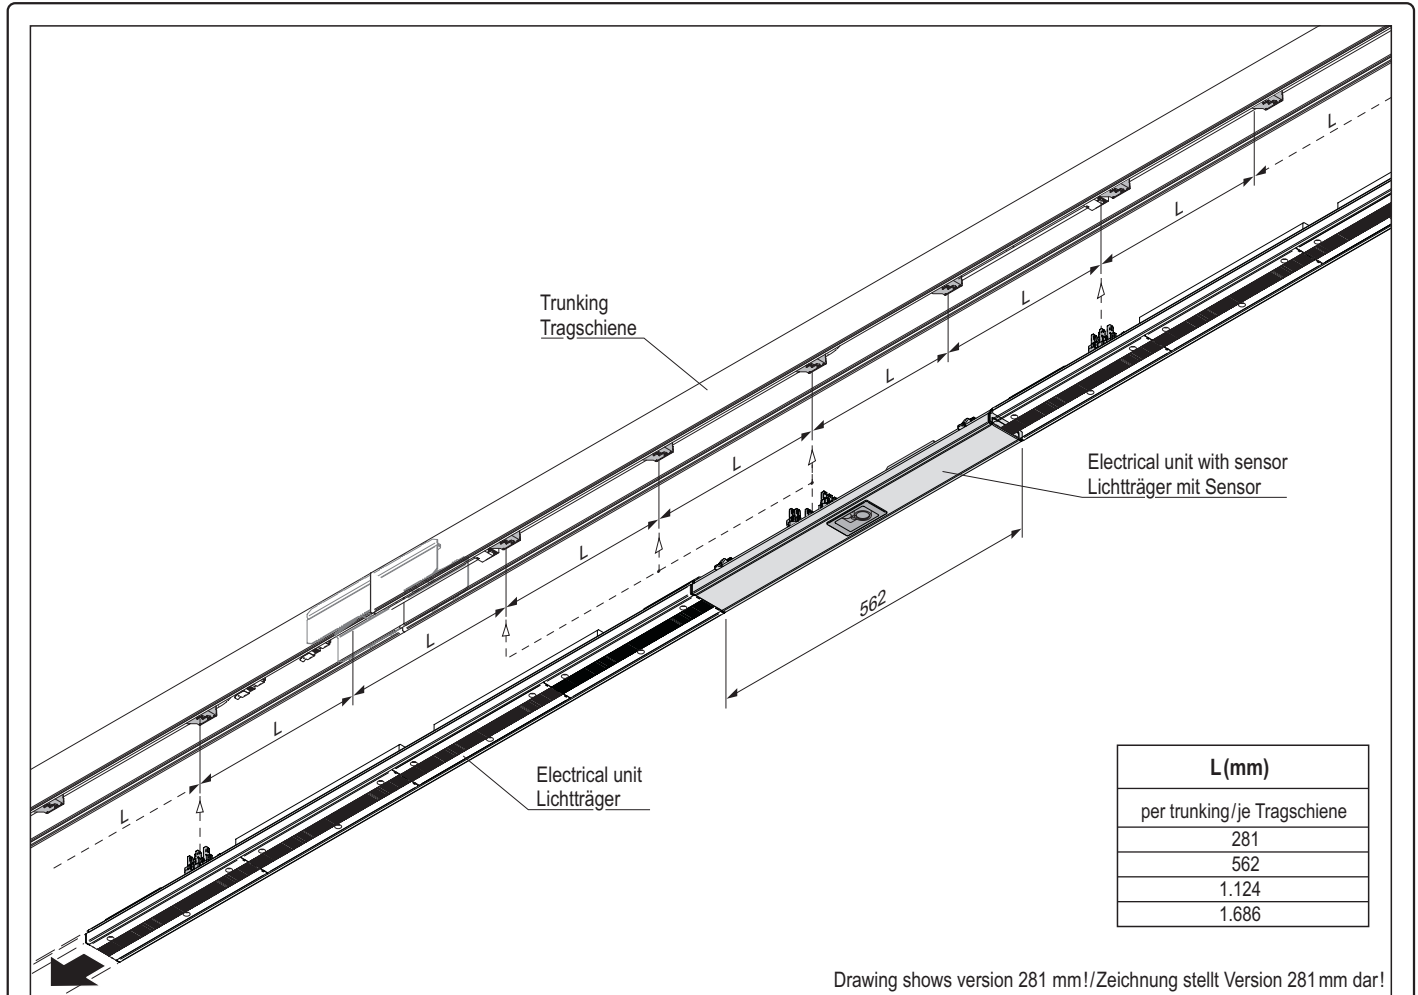 L
L
L
Trunking
Tragschiene
L
L
L
Electrical unit with sensor
Lichtträger mit Sensor
L
562
L
L
L
Electrical unit
Lichtträger
L(mm)
per trunking/je Tragschiene
281
562
1.124
1.686
Drawing shows version 281 mm!/Zeichnung stellt Version 281 mm dar!